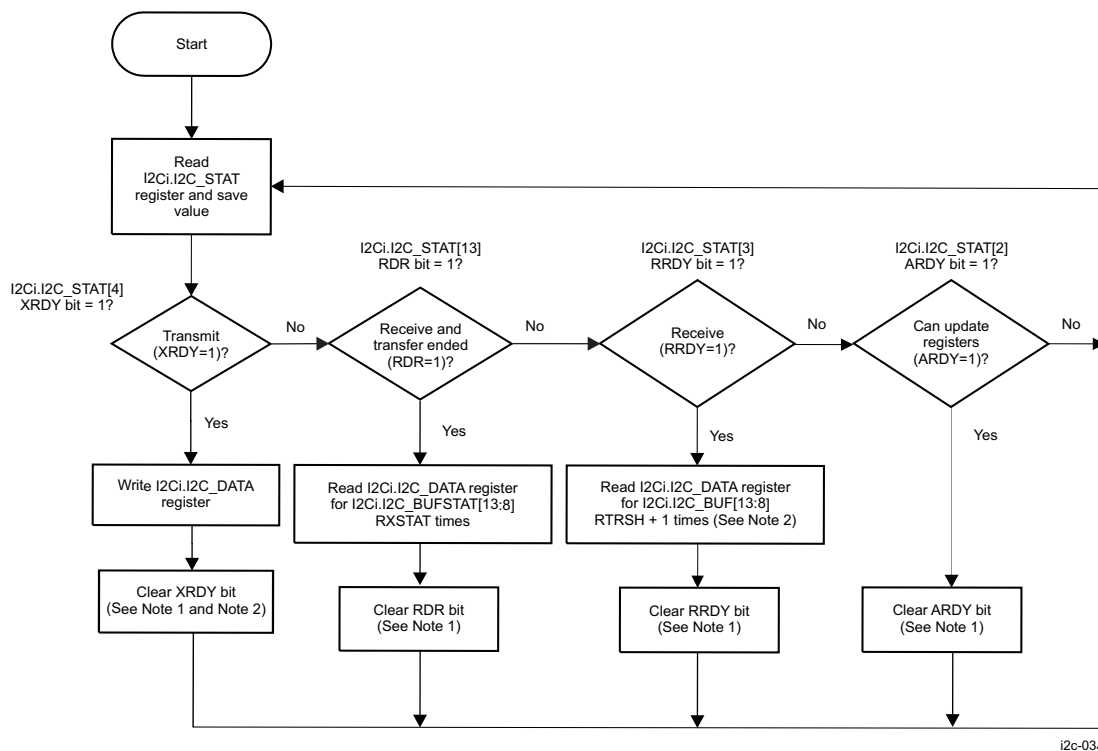 Start
Read
I2Ci.I2C_STAT
register and save
value
I2Ci.I2C_STAT[4]
XRDY bit = 1?
I2Ci.I2C_STAT[13]
RDR bit = 1?
I2Ci.I2C_STAT[3]
RRDY bit = 1?
I2Ci.I2C_STAT[2]
ARDY bit = 1?
Transmit
(XRDY=1)?
No
Receive and
transfer ended
(RDR=1)?
No
Receive
(RRDY=1)?
No
Can update
registers
(ARDY=1)?
No
Yes
Yes
Yes
Yes
Write I2Ci.I2C_DATA
register
Read I2Ci.I2C_DATA register
for I2Ci.I2C_BUFSTAT[13:8]
RXSTAT times
Read I2Ci.I2C_DATA register
for I2Ci.I2C_BUF[13:8]
RTRSH + 1 times (See Note 2)
Clear XRDY bit
(See Note 1 and Note 2)
Clear RDR bit
(See Note 1)
Clear RRDY bit
(See Note 1)
Clear ARDY bit
(See Note 1)